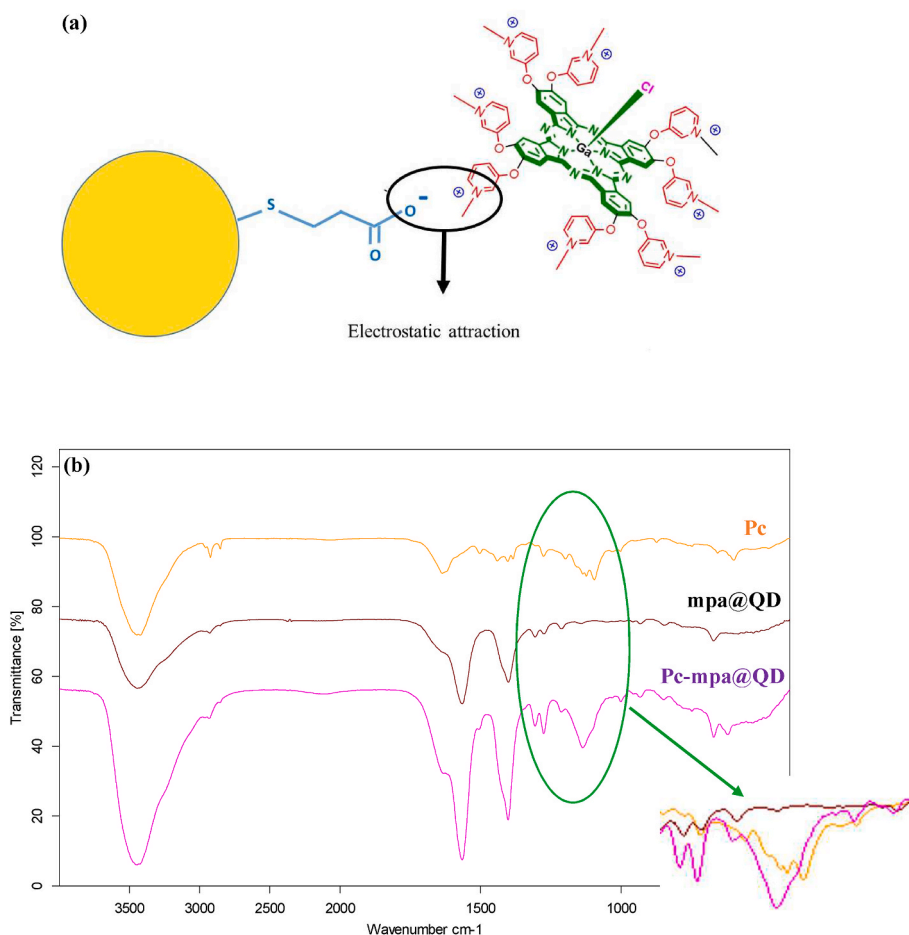 (a)
N
N
O
O
N
O
O
N
Cl
N
O
N
N
N
O
N
Ga
N
N
N
N
N
O
O
N
N
S
O
O
O
O
N
N
Electrostatic attraction
(b)
120
100
80
60
40
20
0
Transmittance [%]
Pc
mpa@QD
Pc-mpa@QD
3500 3000 2500 2000 1500 1000
Wavenumber cm-1